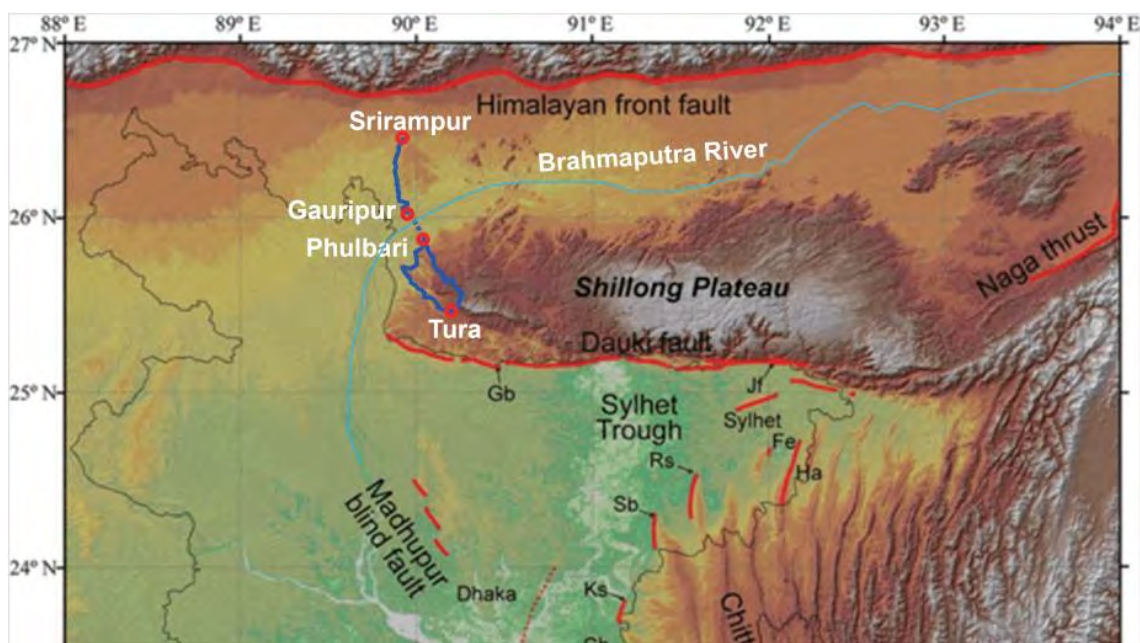 88° E
89° E
90° E
91° E
92° E
93° E
94° E
27° N
Himalayan front fault
Srirampur
Brahmaputra River
26° N
Gauripur
Phulbari
Naga thrust
Shillong Plateau
Tura
Dauki fault
25° N
Gb
Jf
Sylhet
Trough
Sylhet
Fe
Rs
Ha
Sb
Madhupur
blind fault
24° N
Dhaka
Ks